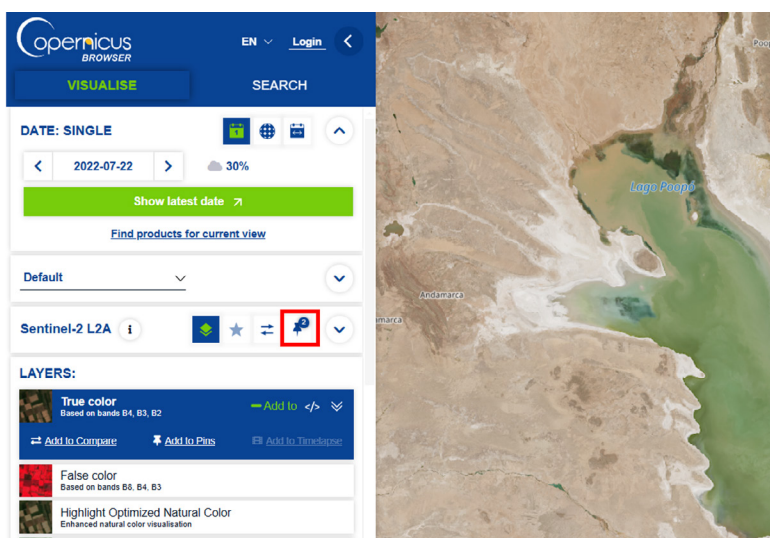 Copernicus
BROWSER
EN
Login
VISUALISE
SEARCH
DATE: SINGLE
1
2022-07-22
30%
Show latest date
Find products for current view
Default
Sentinel-2 L2A
i
2
LAYERS:
True color
Based on bands B4, B3, B2
Add to </>
Add to Compare
Add to Pins
Add to Timelapse
False color
Based on bands B8, B4, B3
Highlight Optimized Natural Color
Enhanced natural color visualisation
Lago Poopó
Andamarca